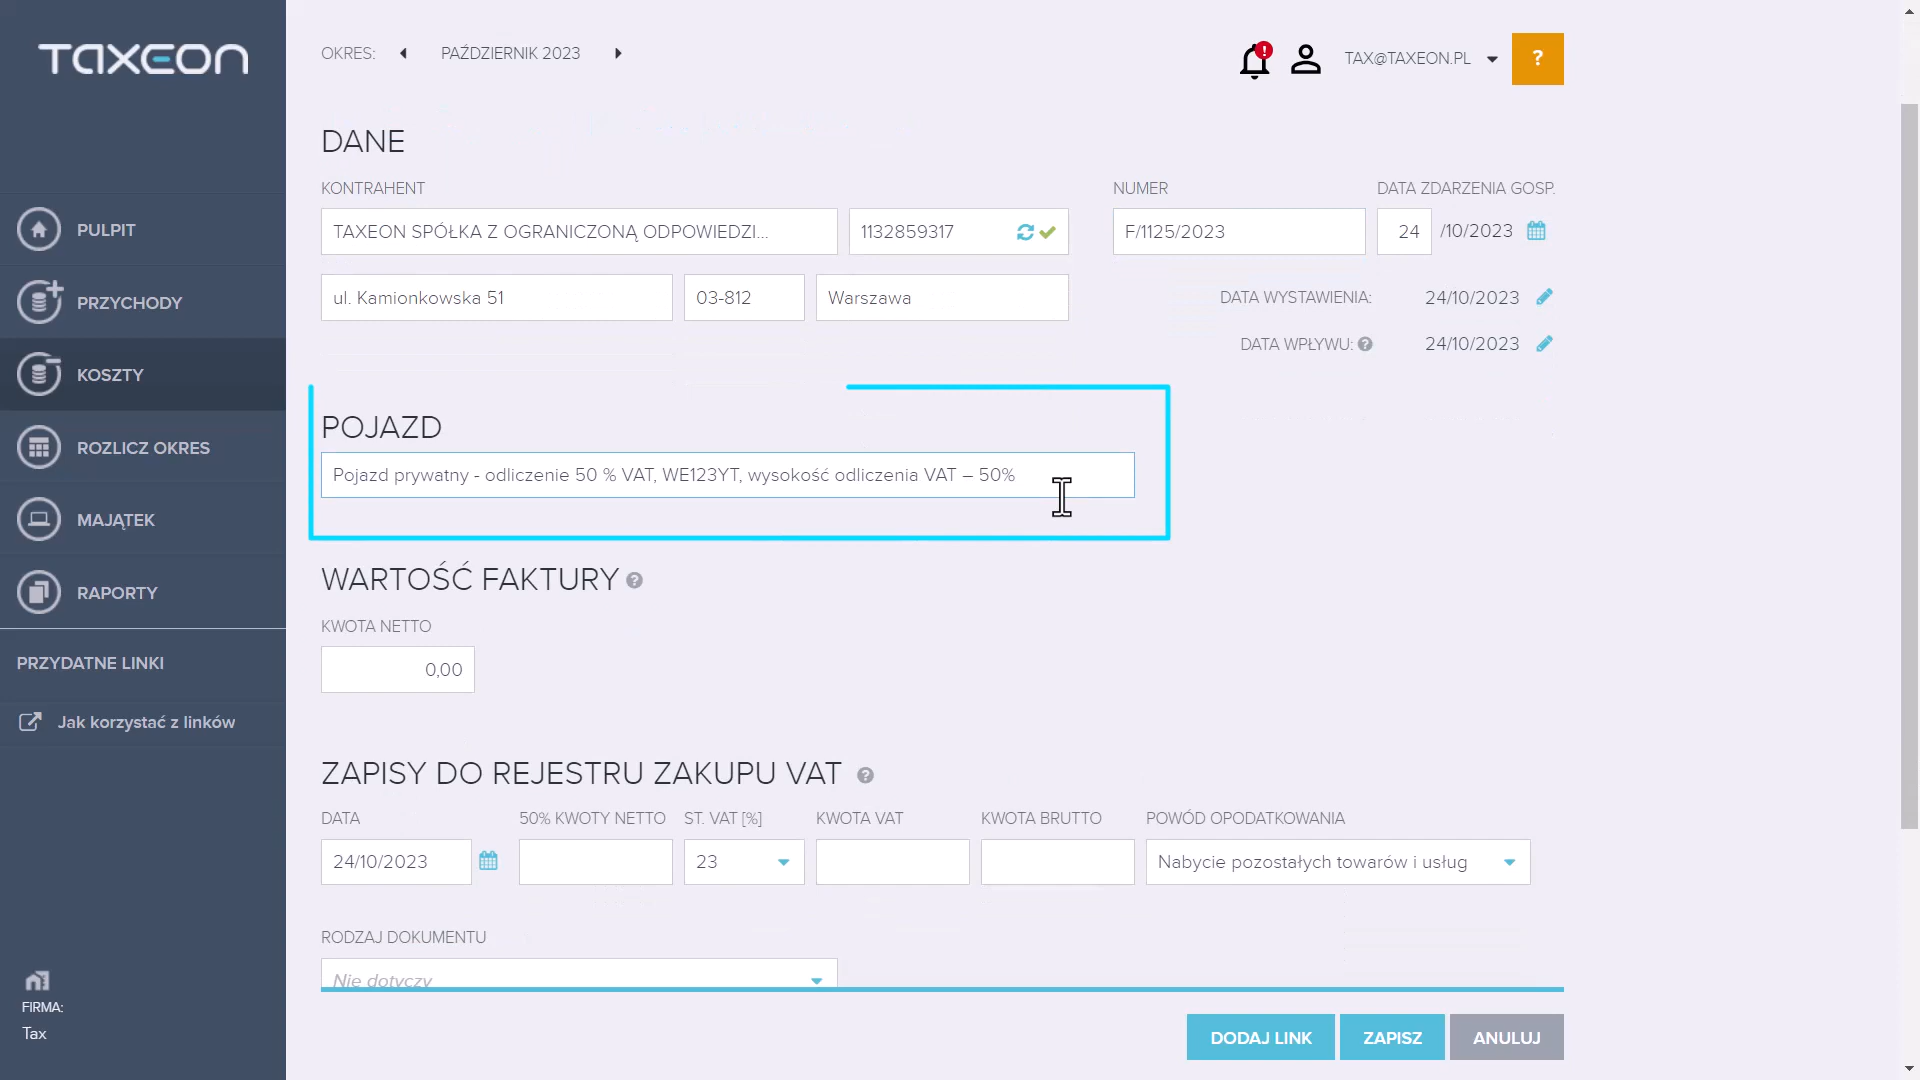 TAXEON
OKRES: PAŹDZIERNIK 2023
! TAX@TAXEON.PL ?
PULPIT
PRZYCHODY
KOSZTY
ROZLICZ OKRES
MAJĄTEK
RAPORTY
PRZYDATNE LINKI
Jak korzystać z linków
FIRMA:
Tax
DANE
KONTRAHENT NUMER DATA ZDARZENIA GOSP.
TAXEON SPÓŁKA Z OGRANICZONĄ ODPOWIEDZI... 1132859317 F/1125/2023 24 /10/2023
ul. Kamionkowska 51 03-812 Warszawa DATA WYSTAWIENIA: 24/10/2023
DATA WPŁYWU: ? 24/10/2023
POJAZD
Pojazd prywatny - odliczenie 50 % VAT, WE123YT, wysokość odliczenia VAT – 50%
WARTOŚĆ FAKTURY ?
KWOTA NETTO
0,00
ZAPISY DO REJESTRU ZAKUPU VAT ?
DATA 50% KWOTY NETTO ST. VAT [%] KWOTA VAT KWOTA BRUTTO POWÓD OPODATKOWANIA
24/10/2023 23 Nabycie pozostałych towarów i usług
RODZAJ DOKUMENTU
Nie dotyczy
DODAJ LINK ZAPISZ ANULUJ